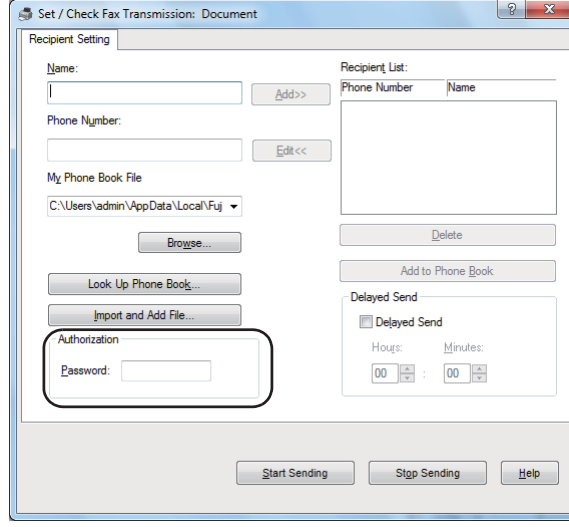 Set / Check Fax Transmission: Document
Recipient Setting
Name:
Add>>
Phone Number:
Edit<<
My Phone Book File
C:\Users\admin\AppData\Local\Fuj
Browse...
Look Up Phone Book...
Import and Add File...
Authorization
Password:
Recipient List:
Phone Number Name
Delete
Add to Phone Book
Delayed Send
Delayed Send
Hours: Minutes:
00 : 00
Start Sending Stop Sending Help